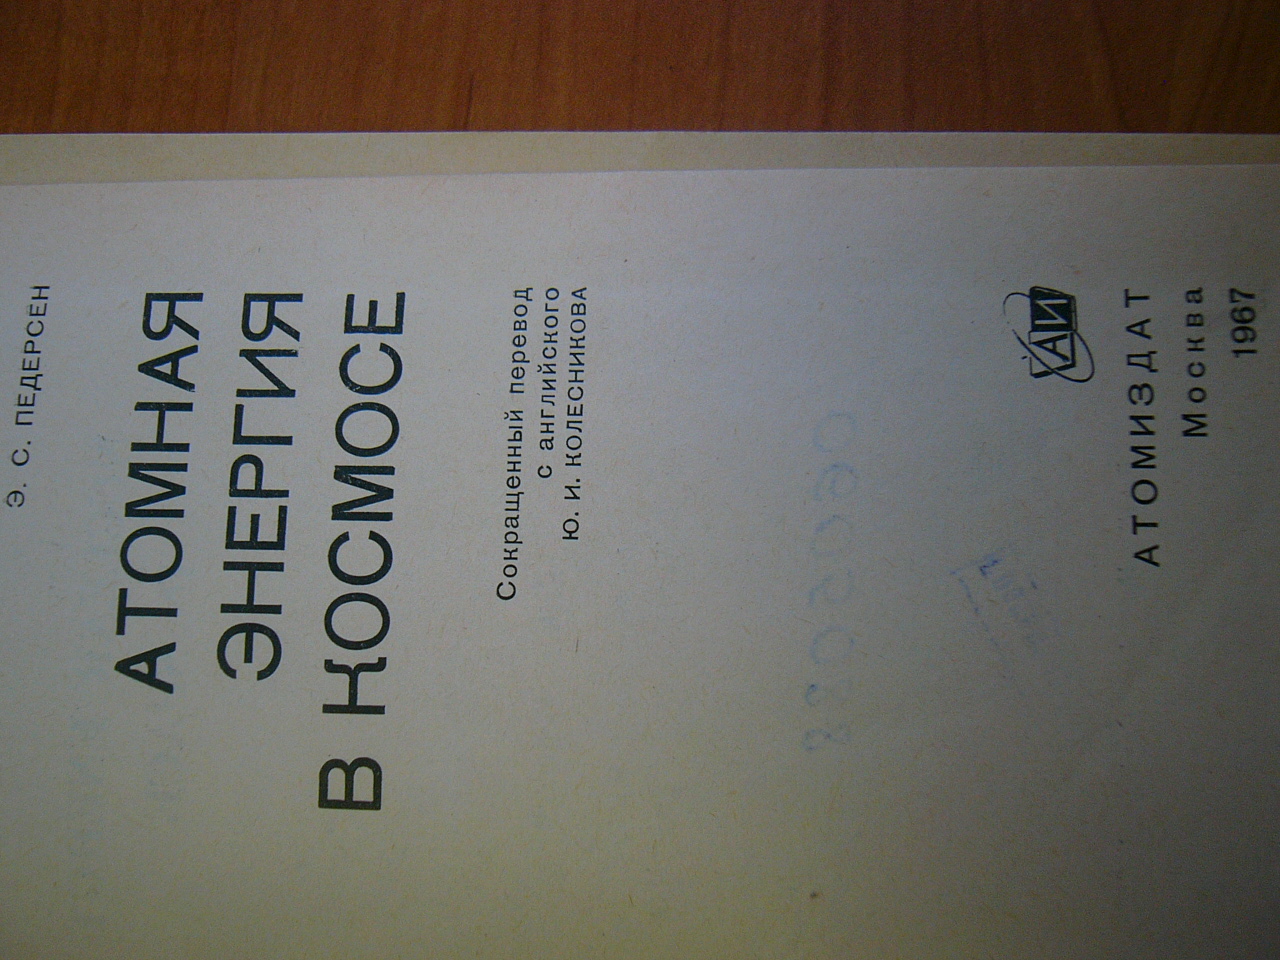 Э. С. ПЕДЕРСЕН
АТОМНАЯ
ЭНЕРГИЯ
В КОСМОСЕ
Сокращенный перевод
с английского
Ю. И. КОЛЕСНИКОВА
АИ
АТОМИЗДАТ
Москва
1967